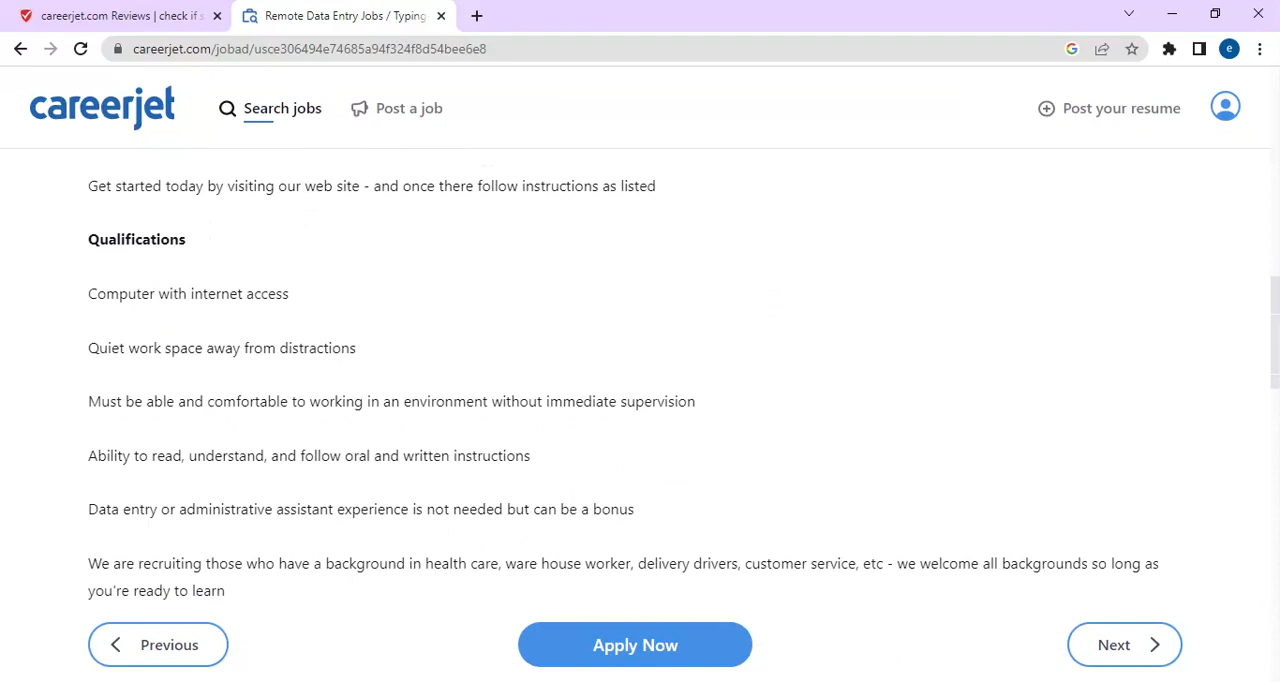 careerjet.com Reviews | check if s
Remote Data Entry Jobs / Typing
careerjet.com/jobad/usce306494e74685a94f324f8d54bee6e8
e
careerjet
Search jobs
Post a job
Post your resume
Get started today by visiting our web site - and once there follow instructions as listed
Qualifications
Computer with internet access
Quiet work space away from distractions
Must be able and comfortable to working in an environment without immediate supervision
Ability to read, understand, and follow oral and written instructions
Data entry or administrative assistant experience is not needed but can be a bonus
We are recruiting those who have a background in health care, ware house worker, delivery drivers, customer service, etc - we welcome all backgrounds so long as
you're ready to learn
Previous
Apply Now
Next